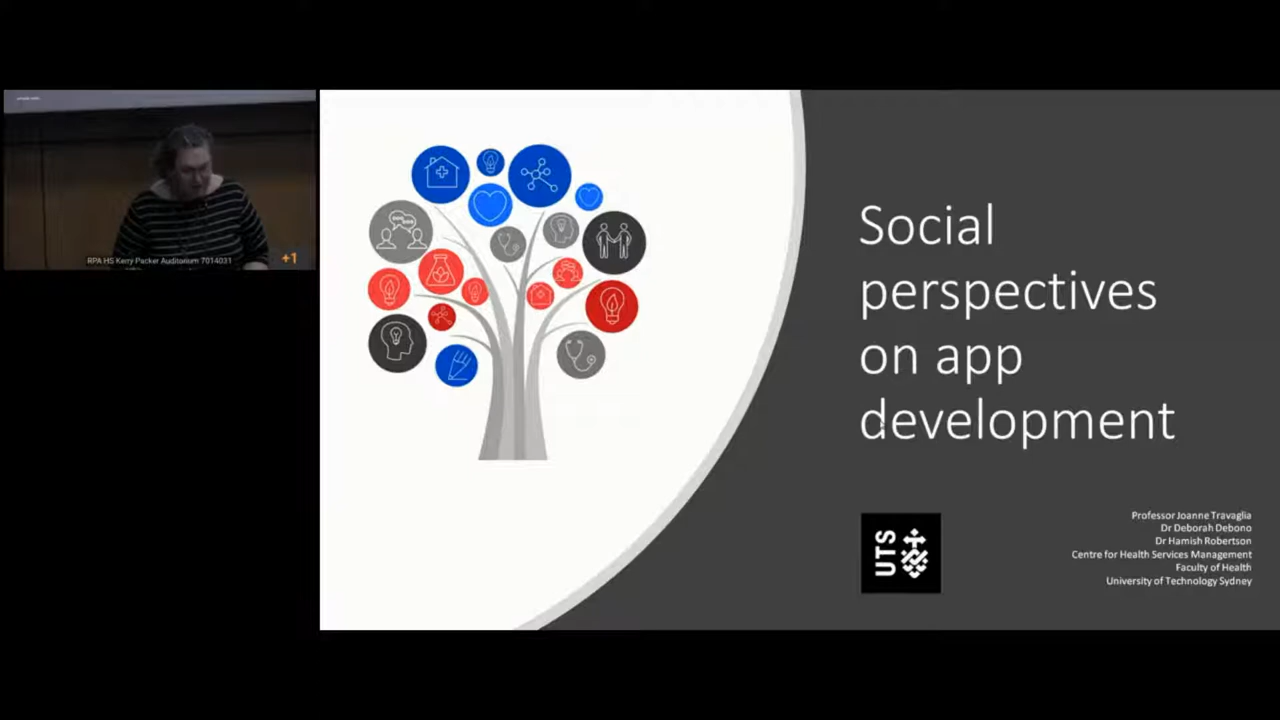 RPA HS Kerry Packer Auditorium 7014031
+1
Social
perspectives
on app
development
UTS
Professor Joanne Travaglia
Dr Deborah Debono
Dr Hamish Robertson
Centre for Health Services Management
Faculty of Health
University of Technology Sydney